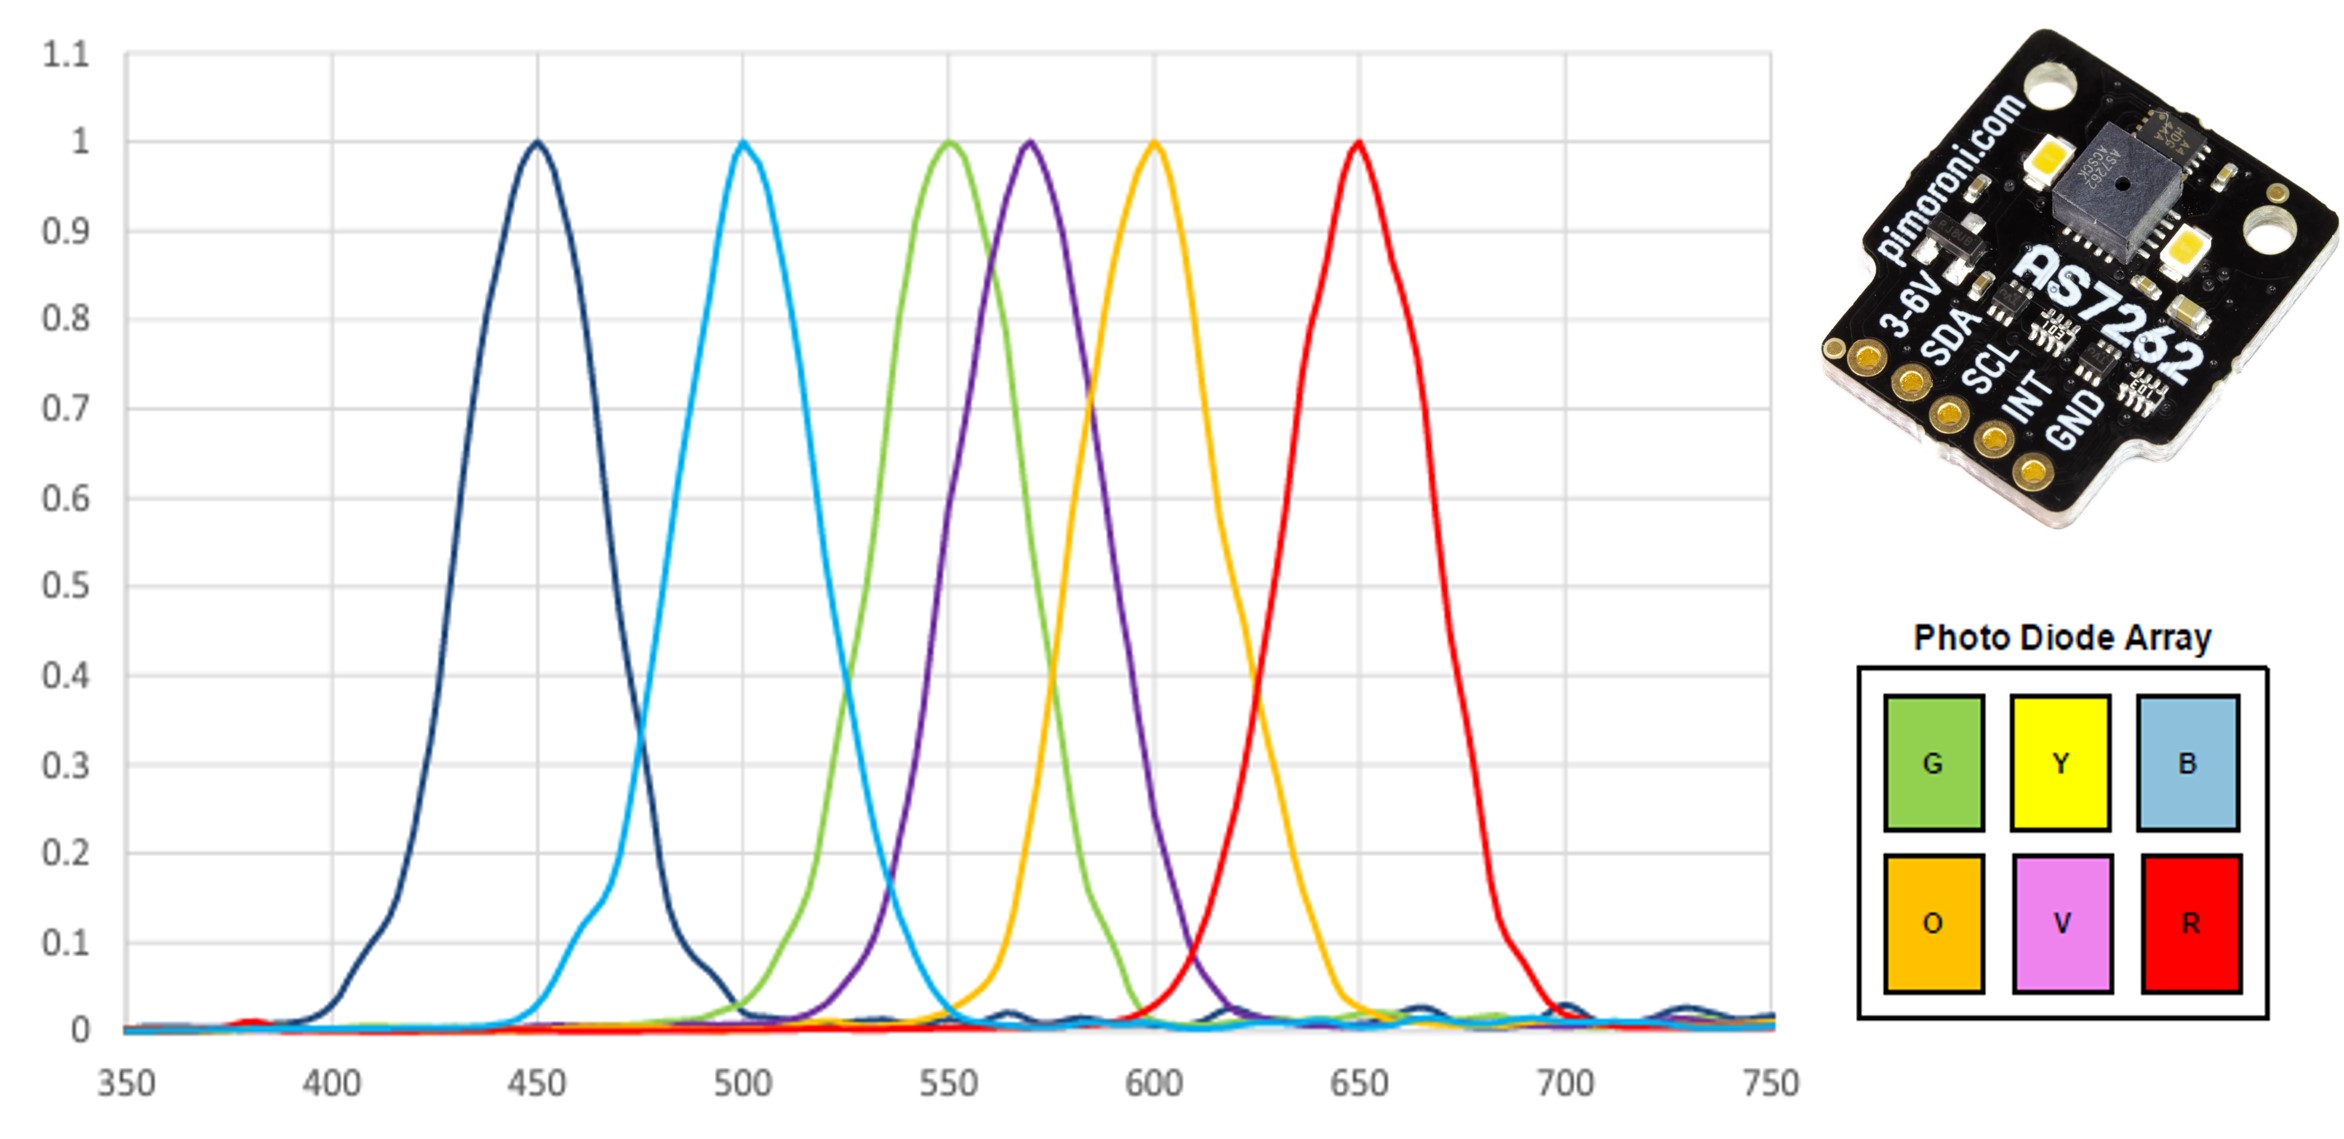 1.1
1
0.9
0.8
0.7
0.6
0.5
0.4
0.3
0.2
0.1
0
350 400 450 500 550 600 650 700 750
pimoroni.com
AS7262
ACSCK
AS7262
3-6V
SDA
SCL
INT
GND
Photo Diode Array
G Y B
O V R